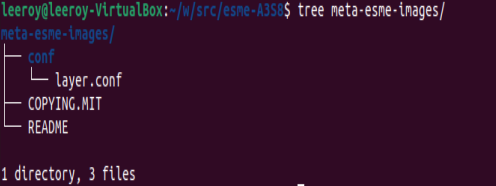 leeroy@leeroy-VirtualBox:~/w/src/esme-A358$ tree meta-esme-images/
meta-esme-images/
├── conf
│   └── layer.conf
├── COPYING.MIT
└── README

1 directory, 3 files